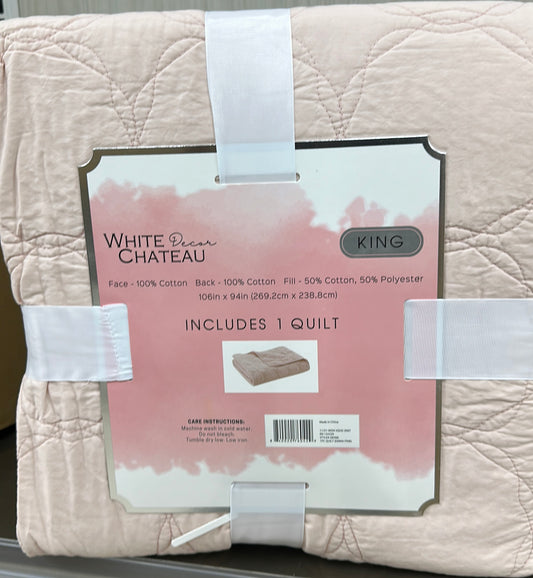 WHITE Decor
CHATEAU
KING
Face - 100% Cotton Back - 100% Cotton Fill - 50% Cotton, 50% Polyester
106in x 94in (269.2cm x 238.8cm)
INCLUDES 1 QUILT
CARE INSTRUCTIONS:
Machine wash in cold water.
Do not bleach.
Tumble dry low. Low iron.
Made in China